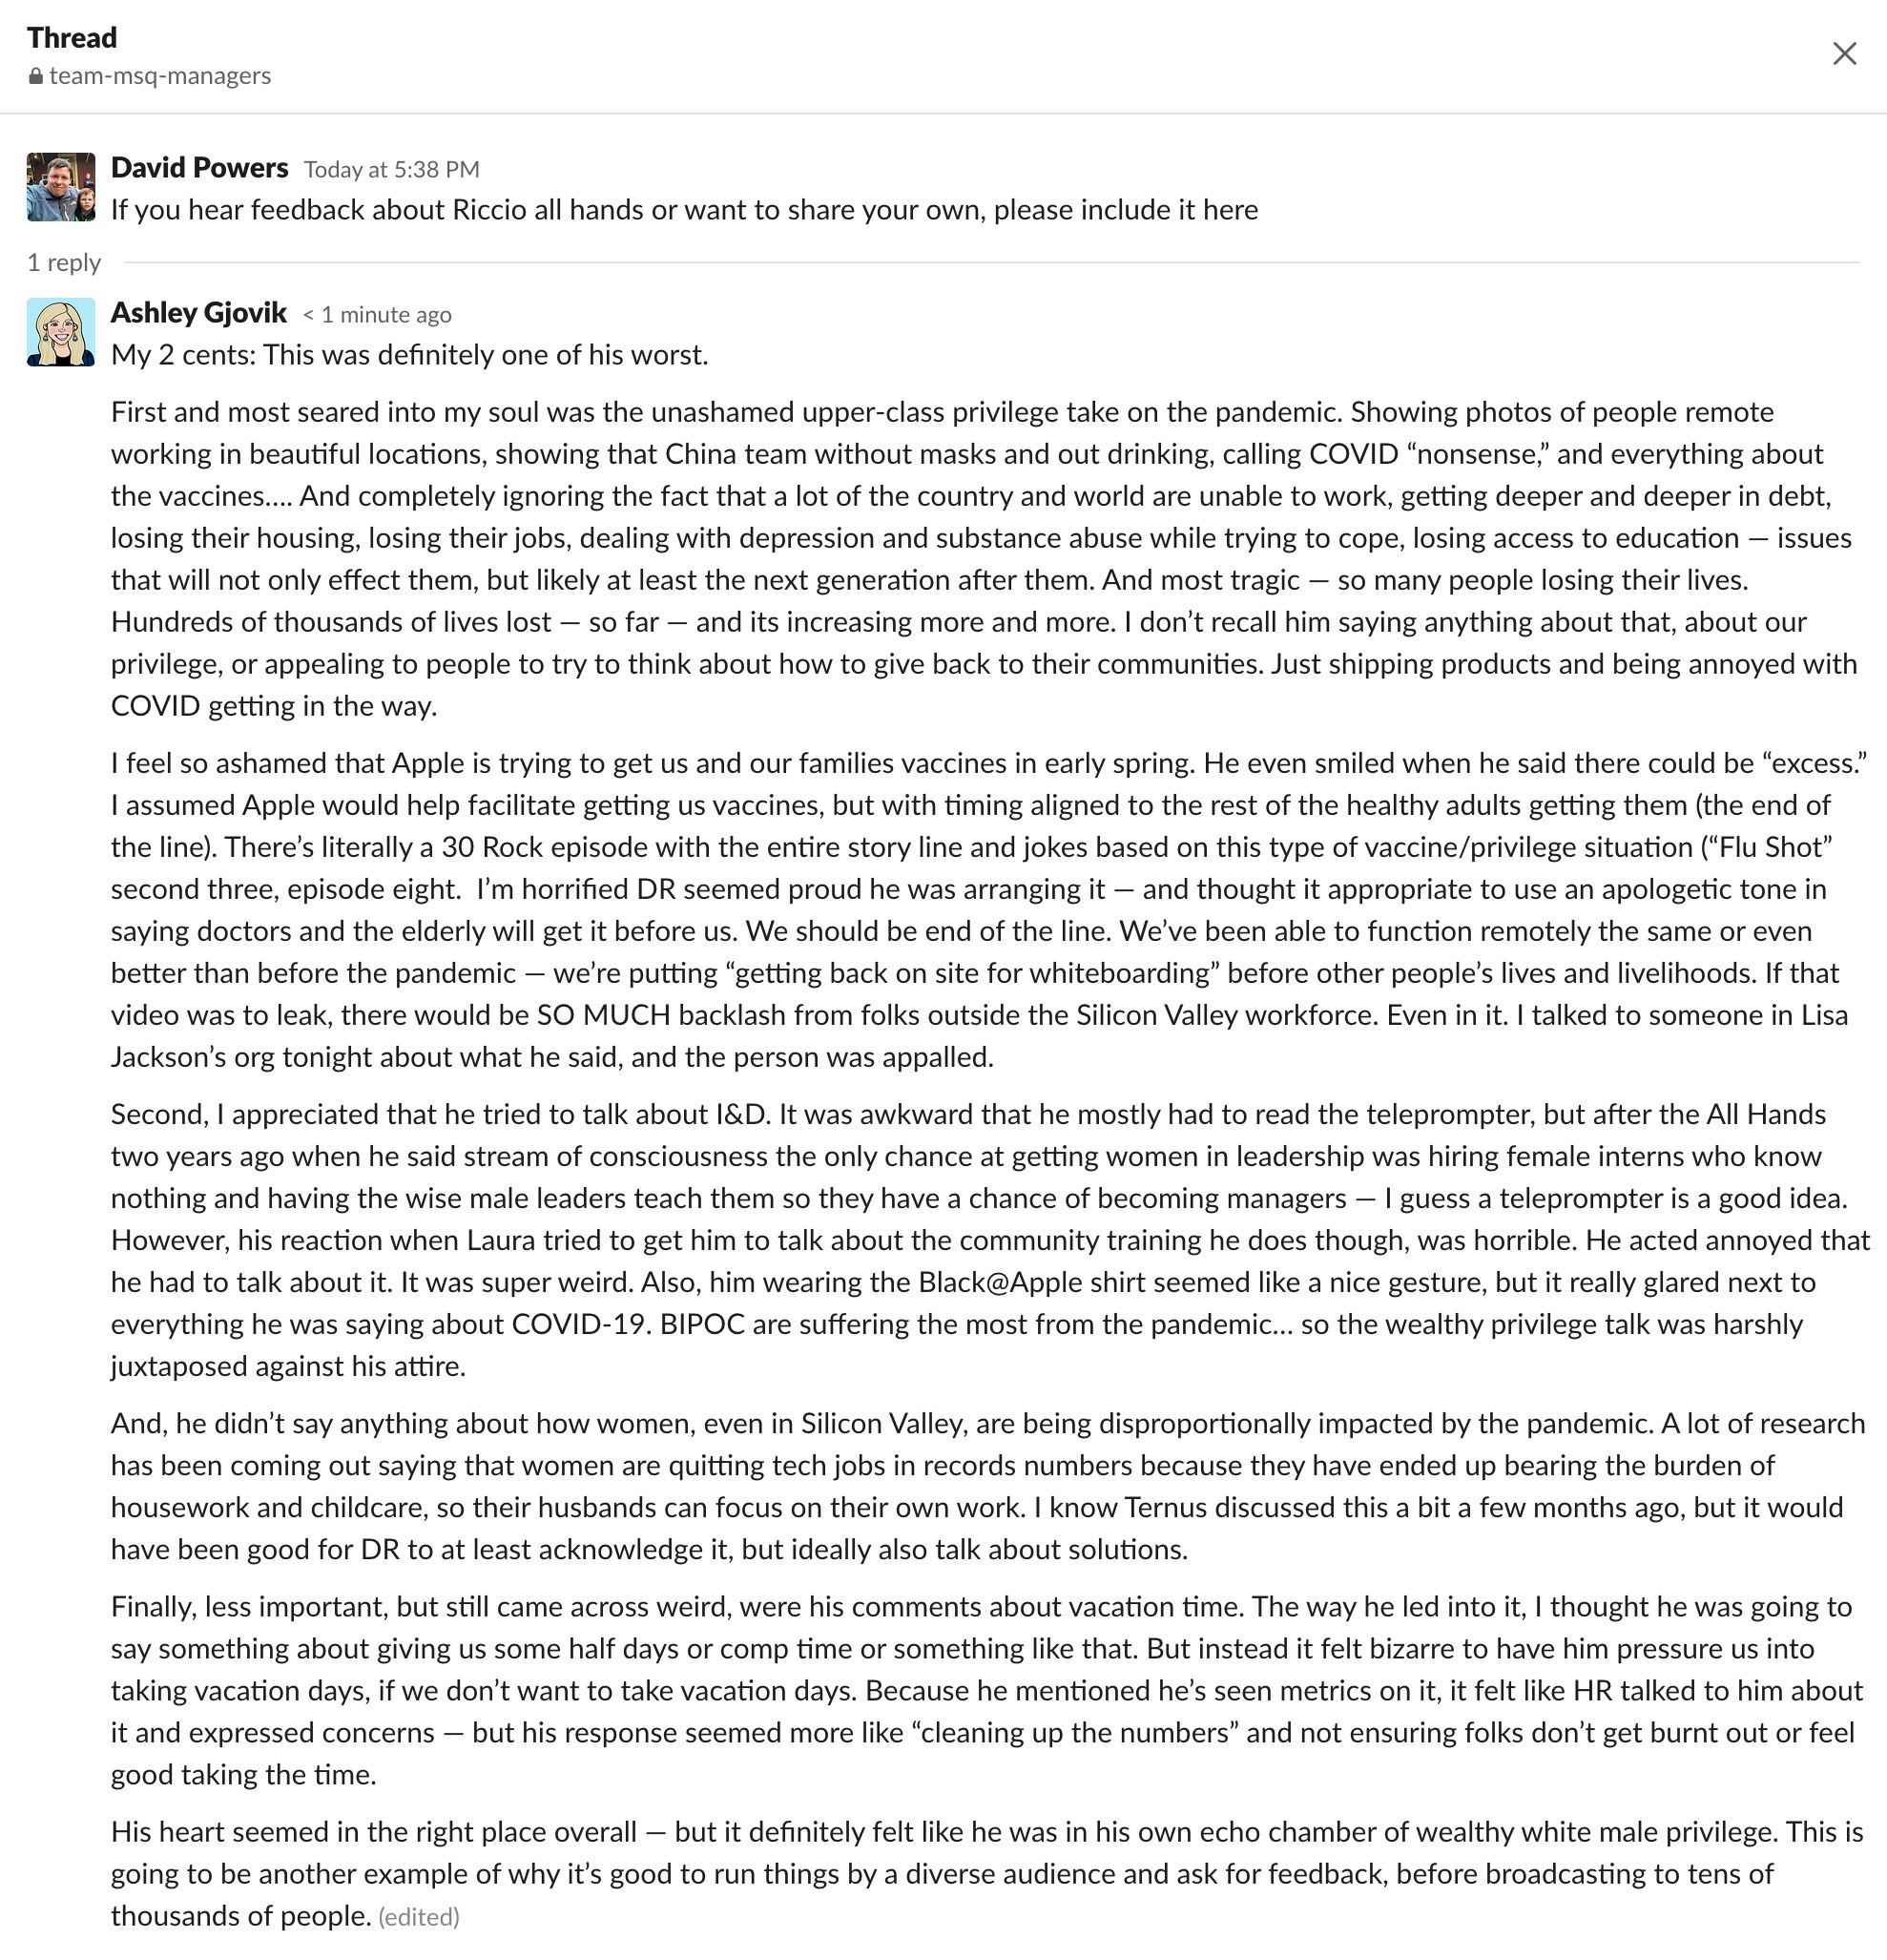 Thread
team-msq-managers
David Powers Today at 5:38 PM
If you hear feedback about Riccio all hands or want to share your own, please include it here
1 reply
Ashley Gjovik < 1 minute ago
My 2 cents: This was definitely one of his worst.
First and most seared into my soul was the unashamed upper-class privilege take on the pandemic. Showing photos of people remote
working in beautiful locations, showing that China team without masks and out drinking, calling COVID “nonsense,” and everything about
the vaccines.... And completely ignoring the fact that a lot of the country and world are unable to work, getting deeper and deeper in debt,
losing their housing, losing their jobs, dealing with depression and substance abuse while trying to cope, losing access to education — issues
that will not only effect them, but likely at least the next generation after them. And most tragic — so many people losing their lives.
Hundreds of thousands of lives lost — so far — and its increasing more and more. I don’t recall him saying anything about that, about our
privilege, or appealing to people to try to think about how to give back to their communities. Just shipping products and being annoyed with
COVID getting in the way.
I feel so ashamed that Apple is trying to get us and our families vaccines in early spring. He even smiled when he said there could be “excess.”
I assumed Apple would help facilitate getting us vaccines, but with timing aligned to the rest of the healthy adults getting them (the end of
the line). There’s literally a 30 Rock episode with the entire story line and jokes based on this type of vaccine/privilege situation (“Flu Shot”
second three, episode eight.  I’m horrified DR seemed proud he was arranging it — and thought it appropriate to use an apologetic tone in
saying doctors and the elderly will get it before us. We should be end of the line. We’ve been able to function remotely the same or even
better than before the pandemic — we’re putting “getting back on site for whiteboarding” before other people’s lives and livelihoods. If that
video was to leak, there would be SO MUCH backlash from folks outside the Silicon Valley workforce. Even in it. I talked to someone in Lisa
Jackson’s org tonight about what he said, and the person was appalled.
Second, I appreciated that he tried to talk about I&D. It was awkward that he mostly had to read the teleprompter, but after the All Hands
two years ago when he said stream of consciousness the only chance at getting women in leadership was hiring female interns who know
nothing and having the wise male leaders teach them so they have a chance of becoming managers — I guess a teleprompter is a good idea.
However, his reaction when Laura tried to get him to talk about the community training he does though, was horrible. He acted annoyed that
he had to talk about it. It was super weird. Also, him wearing the Black@Apple shirt seemed like a nice gesture, but it really glared next to
everything he was saying about COVID-19. BIPOC are suffering the most from the pandemic... so the wealthy privilege talk was harshly
juxtaposed against his attire.
And, he didn’t say anything about how women, even in Silicon Valley, are being disproportionally impacted by the pandemic. A lot of research
has been coming out saying that women are quitting tech jobs in records numbers because they have ended up bearing the burden of
housework and childcare, so their husbands can focus on their own work. I know Ternus discussed this a bit a few months ago, but it would
have been good for DR to at least acknowledge it, but ideally also talk about solutions.
Finally, less important, but still came across weird, were his comments about vacation time. The way he led into it, I thought he was going to
say something about giving us some half days or comp time or something like that. But instead it felt bizarre to have him pressure us into
taking vacation days, if we don’t want to take vacation days. Because he mentioned he’s seen metrics on it, it felt like HR talked to him about
it and expressed concerns — but his response seemed more like “cleaning up the numbers” and not ensuring folks don’t get burnt out or feel
good taking the time.
His heart seemed in the right place overall — but it definitely felt like he was in his own echo chamber of wealthy white male privilege. This is
going to be another example of why it’s good to run things by a diverse audience and ask for feedback, before broadcasting to tens of
thousands of people. (edited)